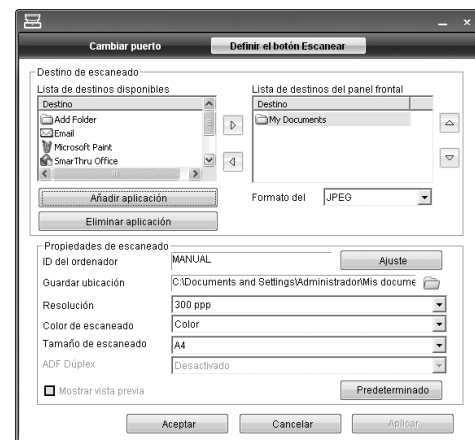 Cambiar puerto
Definir el botón Escanear
Destino de escaneado
Lista de destinos disponibles
Destino
Add Folder
Email
Microsoft Paint
SmarThru Office
Lista de destinos del panel frontal
Destino
My Documents
Añadir aplicación
Eliminar aplicación
Formato del
JPEG
Propiedades de escaneado
ID del ordenador
MANUAL
Ajuste
Guardar ubicación
C:\Documents and Settings\Administrador\Mis docume
Resolución
300 ppp
Color de escaneado
Color
Tamaño de escaneado
A4
ADF Dúplex
Desactivado
Mostrar vista previa
Predeterminado
Aceptar
Cancelar
Aplicar